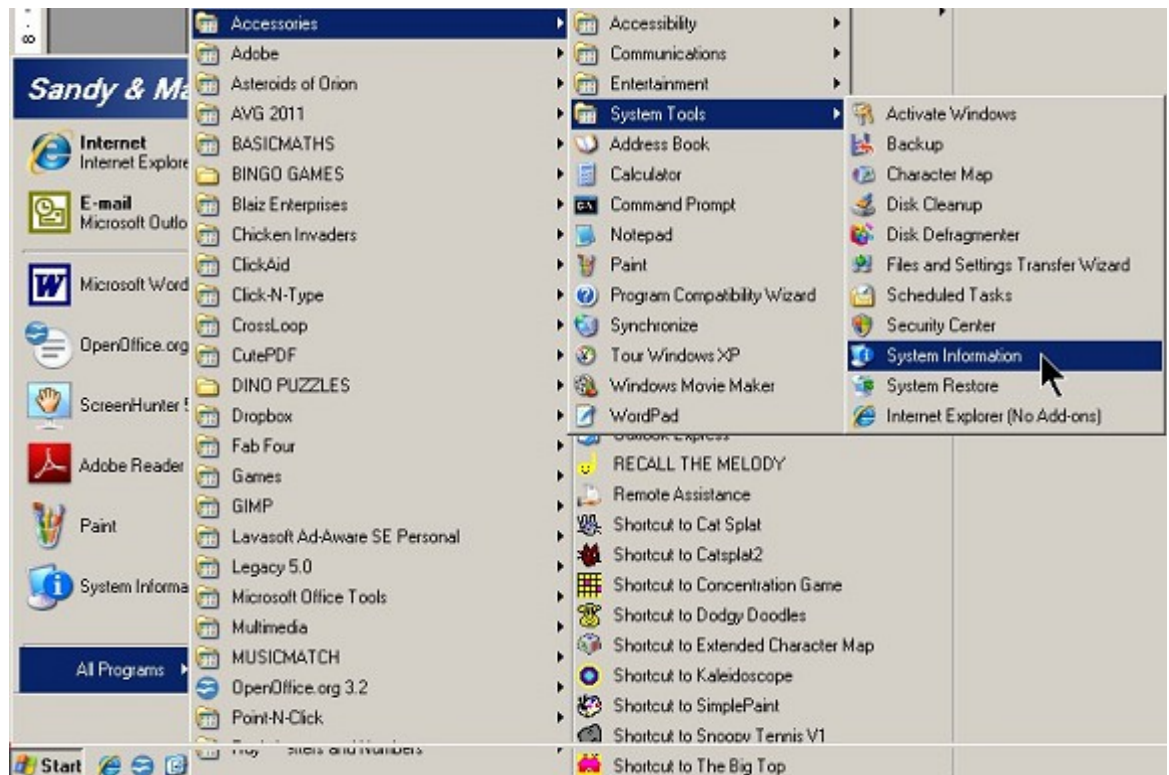 Sandy & Ma
Internet
Internet Explore
E-mail
Microsoft Outlo
Microsoft Word
OpenOffice.org
ScreenHunter 5
Adobe Reader
Paint
System Informa
All Programs
Start
Accessories
Adobe
Asteroids of Orion
AVG 2011
BASICMATHS
BINGO GAMES
Blaiz Enterprises
Chicken Invaders
ClickAid
Click-N-Type
CrossLoop
CutePDF
DINO PUZZLES
Dropbox
Fab Four
Games
GIMP
Lavasoft Ad-Aware SE Personal
Legacy 5.0
Microsoft Office Tools
Multimedia
MUSICMATCH
OpenOffice.org 3.2
Point-N-Click
and Numbers
Accessibility
Communications
Entertainment
System Tools
Address Book
Calculator
Command Prompt
Notepad
Paint
Program Compatibility Wizard
Synchronize
Tour Windows XP
Windows Movie Maker
WordPad
Outlook Express
RECALL THE MELODY
Remote Assistance
Shortcut to Cat Splat
Shortcut to Catsplat2
Shortcut to Concentration Game
Shortcut to Dodgy Doodles
Shortcut to Extended Character Map
Shortcut to Kaleidoscope
Shortcut to SimplePaint
Shortcut to Snoopy Tennis V1
Shortcut to The Big Top
Activate Windows
Backup
Character Map
Disk Cleanup
Disk Defragmenter
Files and Settings Transfer Wizard
Scheduled Tasks
Security Center
System Information
System Restore
Internet Explorer (No Add-ons)